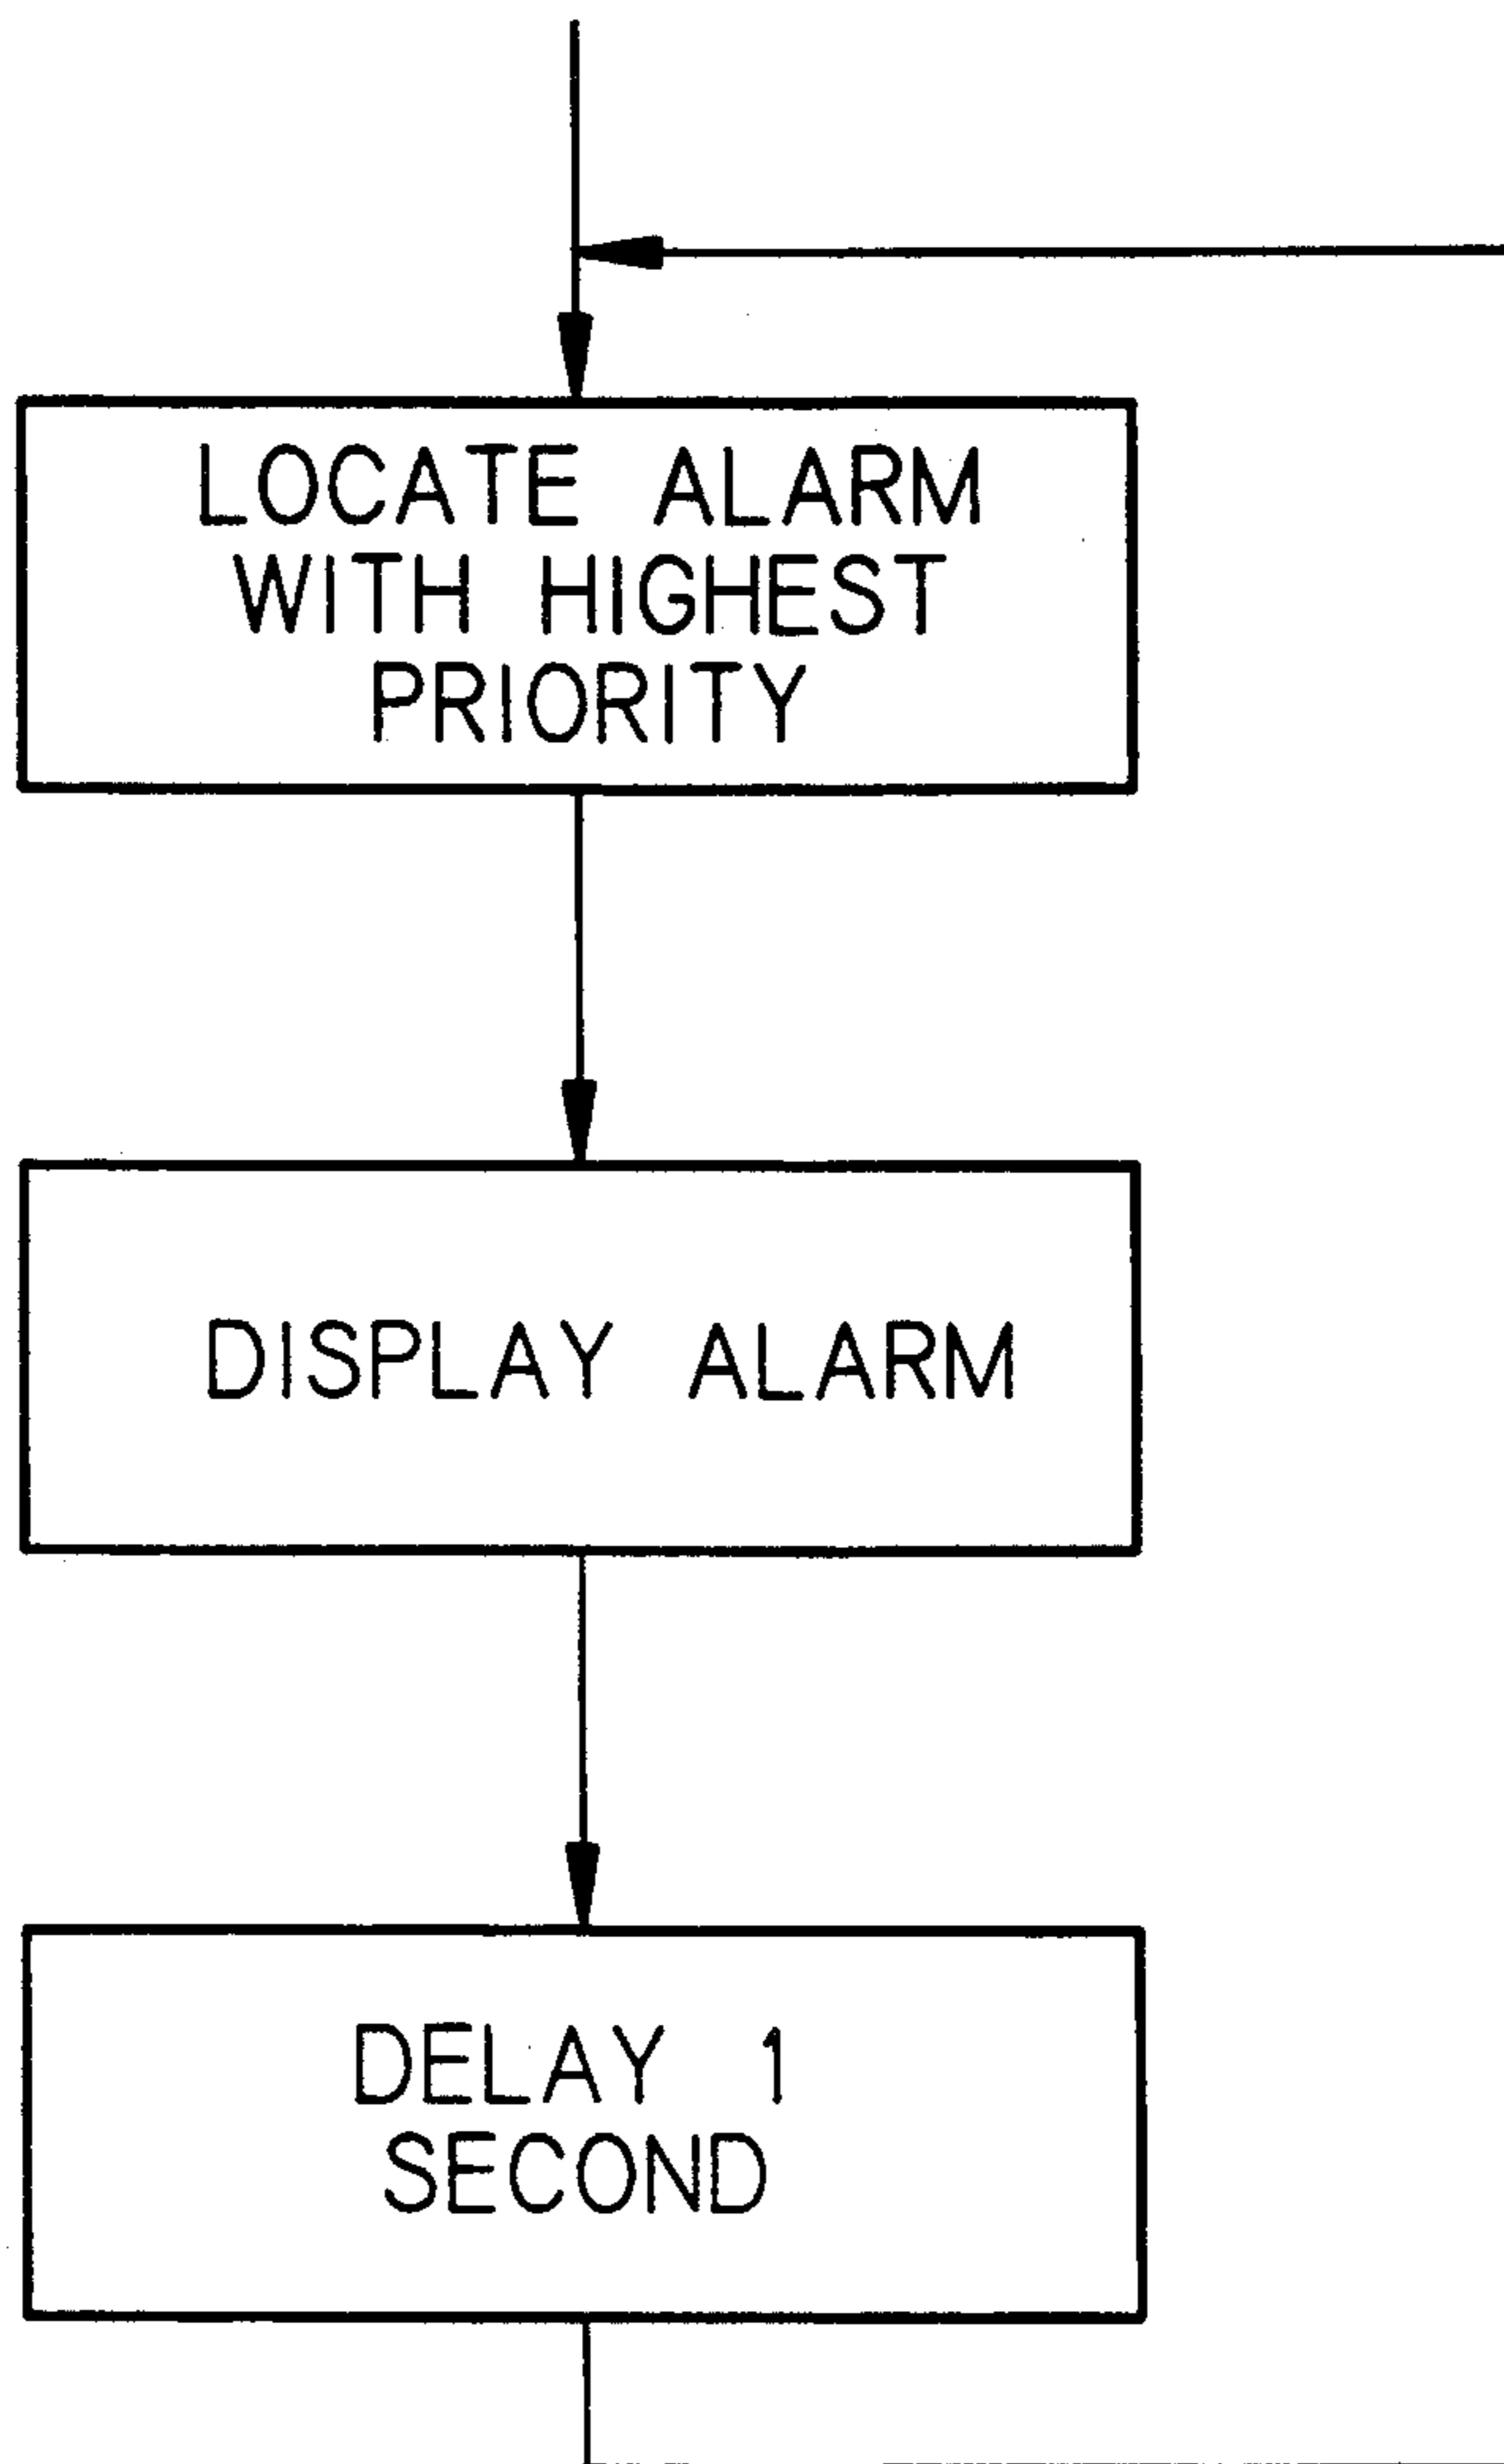 LOCATE ALARM
WITH HIGHEST
PRIORITY
DISPLAY ALARM
DELAY 1
SECOND